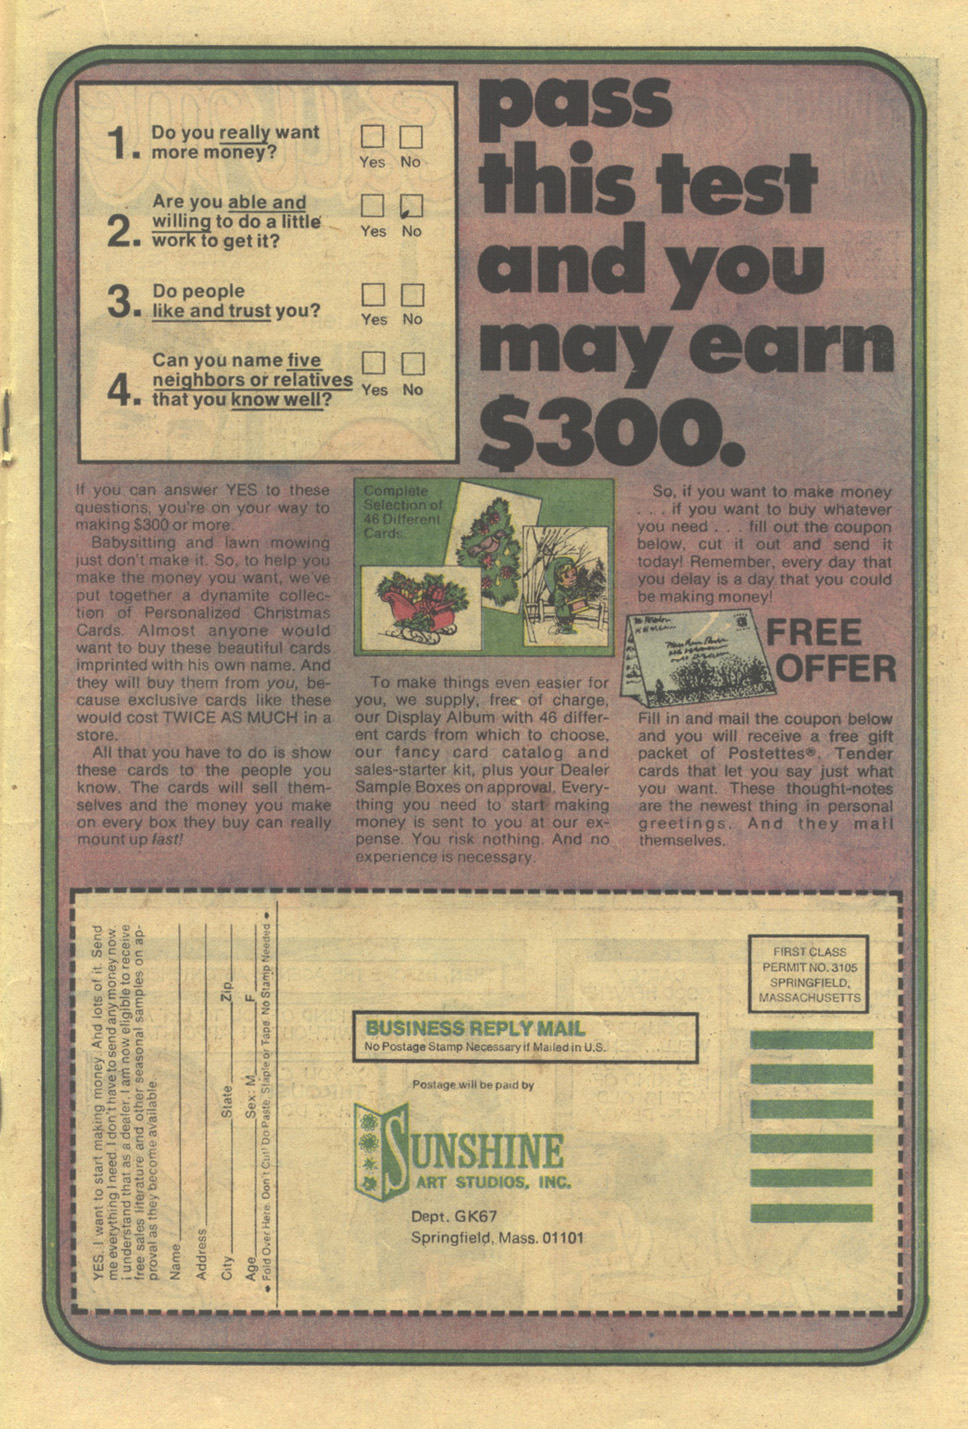 pass
this test
and you
may earn
$300.
1. Do you really want
more money?
Yes No
2. Are you able and
willing to do a little
work to get it?
Yes No
3. Do people
like and trust you?
Yes No
4. Can you name five
neighbors or relatives
that you know well?
Yes No
If you can answer YES to these
questions, you're on your way to
making $300 or more.
Babysitting and lawn mowing
just don't make it. So, to help you
make the money you want, we've
put together a dynamite collec-
tion of Personalized Christmas
Cards. Almost anyone would
want to buy these beautiful cards
imprinted with his own name. And
they will buy them from you, be-
cause exclusive cards like these
would cost TWICE AS MUCH in a
store.
All that you have to do is show
these cards to the people you
know. The cards will sell them-
selves and the money you make
on every box they buy can really
mount up fast!
Complete
Selection of
46 Different
Cards
To make things even easier for
you, we supply, free of charge,
our Display Album with 46 differ-
ent cards from which to choose,
our fancy card catalog and
sales-starter kit, plus your Dealer
Sample Boxes on approval. Every-
thing you need to start making
money is sent to you at our ex-
pense. You risk nothing. And no
experience is necessary.
So, if you want to make money
. . . if you want to buy whatever
you need . . . fill out the coupon
below, cut it out and send it
today! Remember, every day that
you delay is a day that you could
be making money!
FREE
OFFER
Fill in and mail the coupon below
and you will receive a free gift
packet of Postettes®. Tender
cards that let you say just what
you want. These thought-notes
are the newest thing in personal
greetings. And they mail
themselves.
YES. I want to start making money. And lots of it. Send
me everything I need. I don't have to send any money now.
I understand that as a dealer, I am now eligible to receive
free sales literature and other seasonal samples on ap-
proval as they become available.
Name
Address
City State Zip
Age Sex: M F
• Fold Over Here. Don't Cut! Do Paste, Staple or Tape. No Stamp Needed •
FIRST CLASS
PERMIT NO. 3105
SPRINGFIELD,
MASSACHUSETTS
BUSINESS REPLY MAIL
No Postage Stamp Necessary if Mailed in U.S.
Postage will be paid by
SUNSHINE
ART STUDIOS, INC.
Dept. GK67
Springfield, Mass. 01101